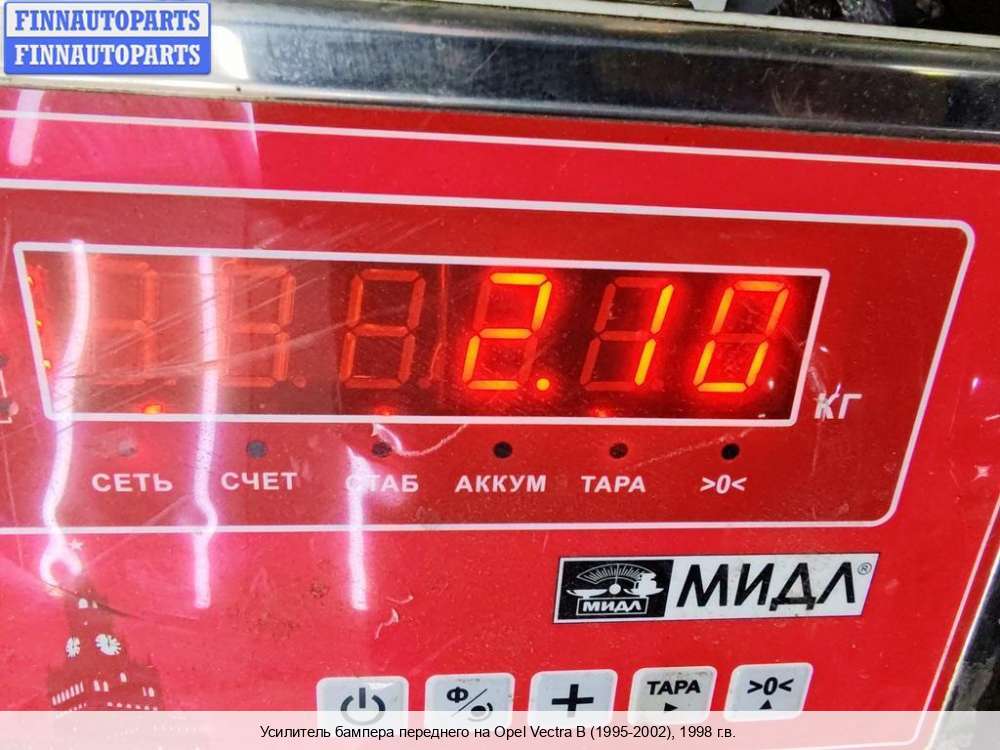 FINNAUTOPARTS
FINNAUTOPARTS
2.10
КГ
СЕТЬ СЧЕТ СТАБ АККУМ ТАРА >0<
МИДЛ МИДЛ®
Ф
+ ТАРА >0<
Усилитель бампера переднего на Opel Vectra B (1995-2002), 1998 г.в.